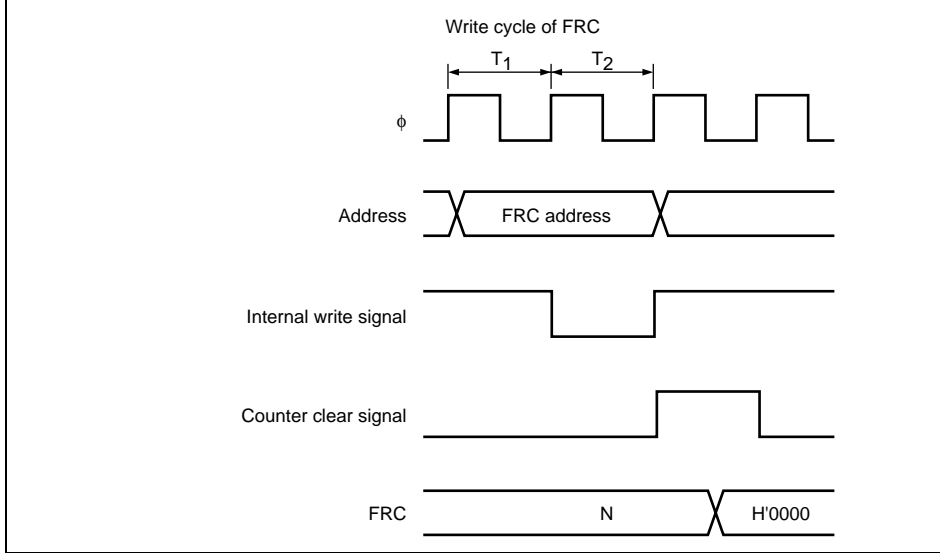 Write cycle of FRC
T1 T2
ϕ
Address FRC address
Internal write signal
Counter clear signal
FRC N H'0000